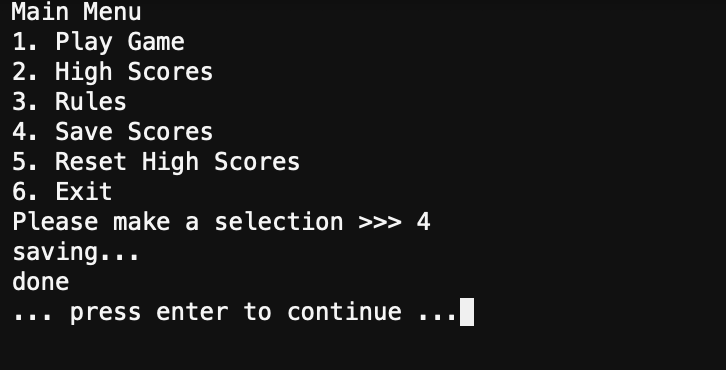 Main Menu
1. Play Game
2. High Scores
3. Rules
4. Save Scores
5. Reset High Scores
6. Exit
Please make a selection >>> 4
saving...
done
... press enter to continue ...